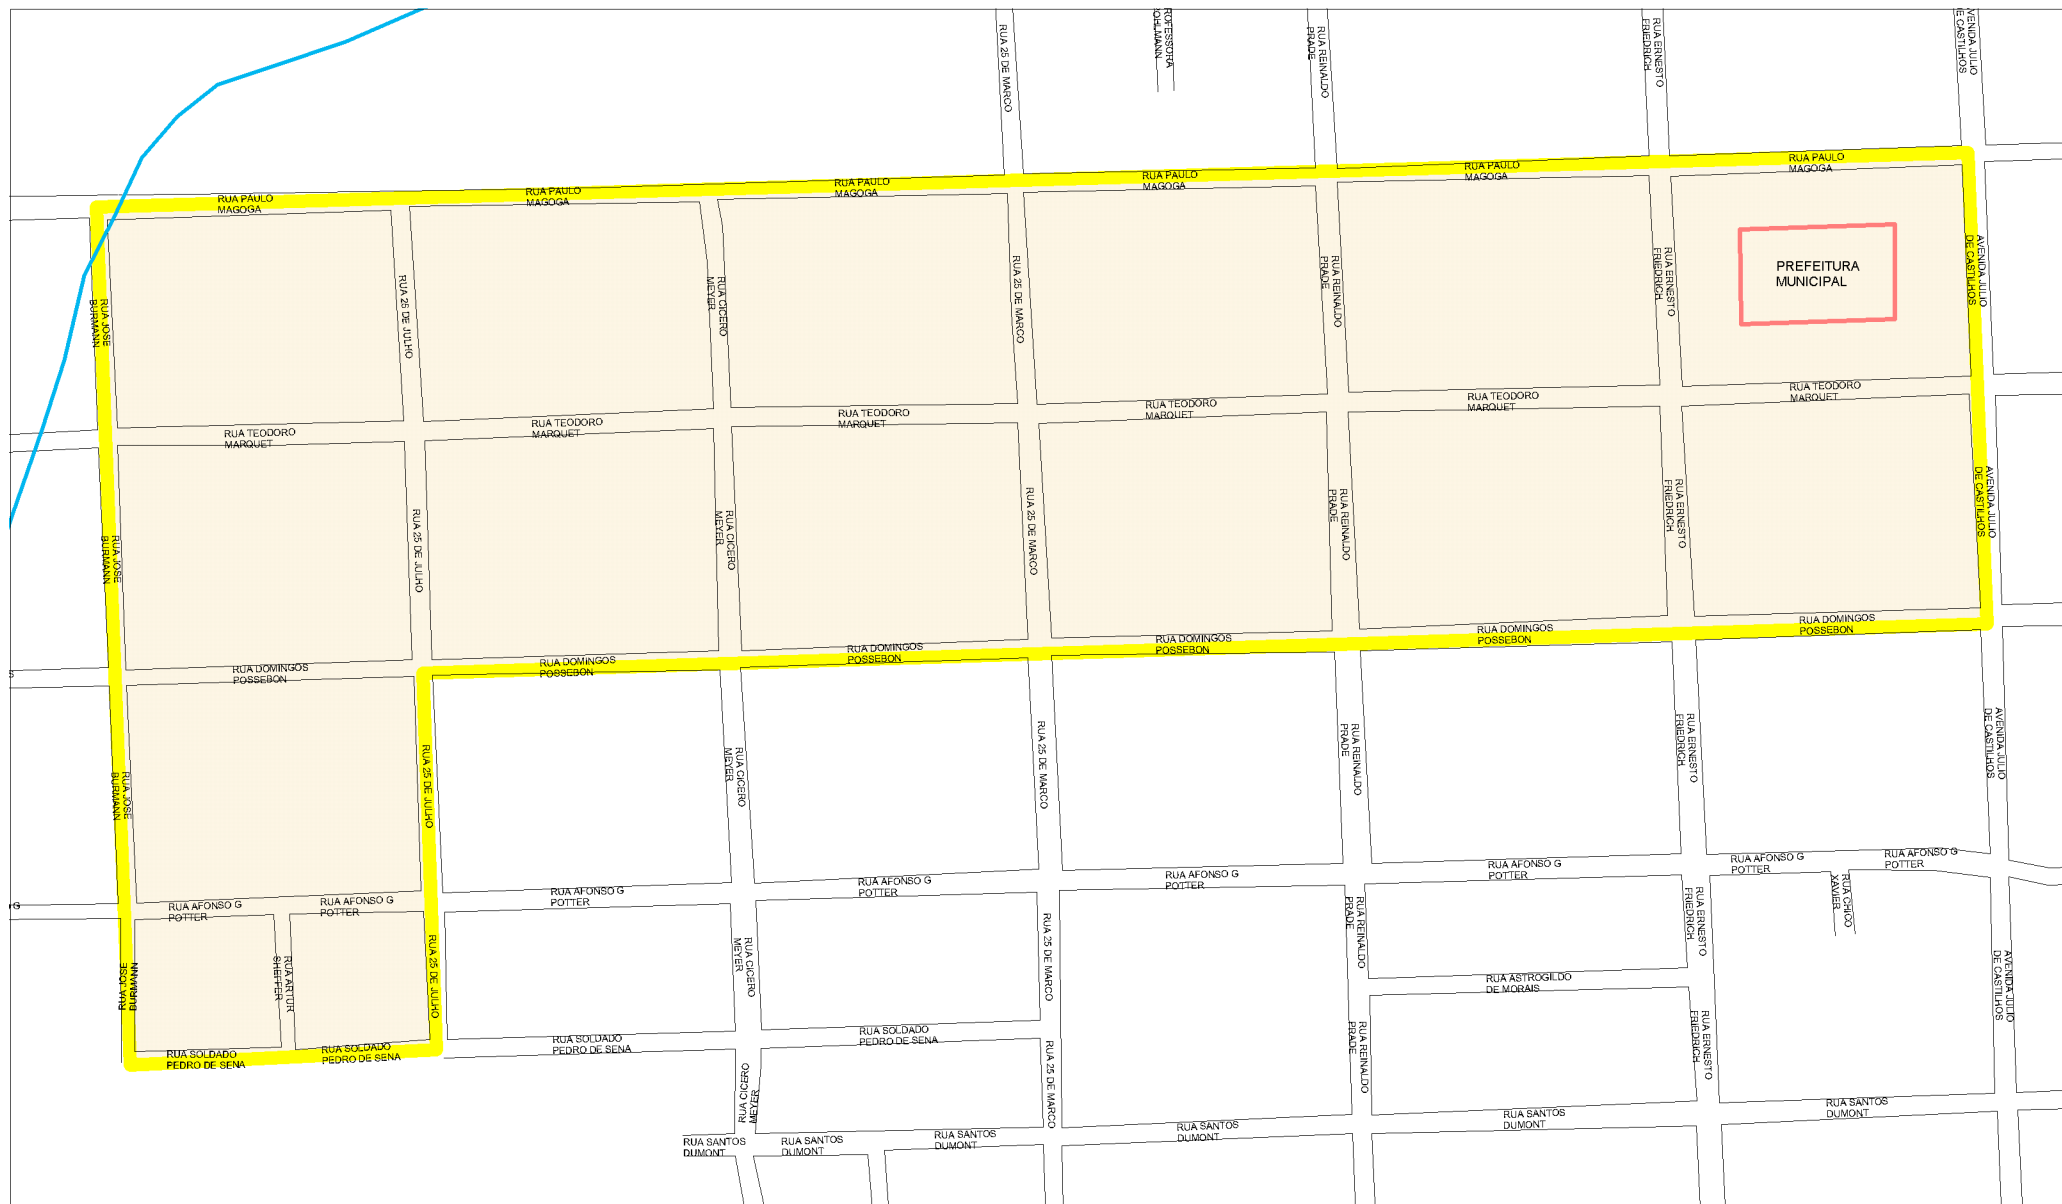 RUA 25 DE MARCO
ROFESSORA
OHLMANN
RUA REINALDO
PRADE
RUA ERNESTO
FRIEDRICH
AVENIDA JULIO
DE CASTILHOS
RUA PAULO
MAGOGA
RUA PAULO
MAGOGA
RUA PAULO
MAGOGA
RUA PAULO
MAGOGA
RUA PAULO
MAGOGA
RUA PAULO
MAGOGA
RUA JOSE
BURMANN
RUA 25 DE JULHO
RUA CICERO
MEYER
RUA 25 DE MARCO
RUA REINALDO
PRADE
RUA ERNESTO
FRIEDRICH
PREFEITURA
MUNICIPAL
AVENIDA JULIO
DE CASTILHOS
RUA TEODORO
MARQUET
RUA TEODORO
MARQUET
RUA TEODORO
MARQUET
RUA TEODORO
MARQUET
RUA TEODORO
MARQUET
RUA TEODORO
MARQUET
RUA JOSE
BURMANN
RUA 25 DE JULHO
RUA CICERO
MEYER
RUA 25 DE MARCO
RUA REINALDO
PRADE
RUA ERNESTO
FRIEDRICH
AVENIDA JULIO
DE CASTILHOS
S
RUA DOMINGOS
POSSEBON
RUA DOMINGOS
POSSEBON
RUA DOMINGOS
POSSEBON
RUA DOMINGOS
POSSEBON
RUA DOMINGOS
POSSEBON
RUA DOMINGOS
POSSEBON
RUA JOSE
BURMANN
RUA 25 DE JULHO
RUA CICERO
MEYER
RUA 25 DE MARCO
RUA REINALDO
PRADE
RUA ERNESTO
FRIEDRICH
AVENIDA JULIO
DE CASTILHOS
G
RUA AFONSO G
POTTER
RUA AFONSO G
POTTER
RUA AFONSO G
POTTER
RUA AFONSO G
POTTER
RUA AFONSO G
POTTER
RUA AFONSO G
POTTER
RUA AFONSO G
POTTER
RUA AFONSO G
POTTER
RUA JOSE
BURMANN
RUA ARTUR
SHEFFER
RUA 25 DE JULHO
RUA CICERO
MEYER
RUA 25 DE MARCO
RUA REINALDO
PRADE
RUA ERNESTO
FRIEDRICH
RUA CHICO
XAVIER
AVENIDA JULIO
DE CASTILHOS
RUA ASTROGILDO
DE MORAIS
RUA SOLDADO
PEDRO DE SENA
RUA SOLDADO
PEDRO DE SENA
RUA SOLDADO
PEDRO DE SENA
RUA SOLDADO
PEDRO DE SENA
RUA CICERO
MEYER
RUA 25 DE MARCO
RUA REINALDO
PRADE
RUA ERNESTO
FRIEDRICH
RUA SANTOS
DUMONT
RUA SANTOS
DUMONT
RUA SANTOS
DUMONT
RUA SANTOS
DUMONT
RUA SANTOS
DUMONT
RUA SANTOS
DUMONT